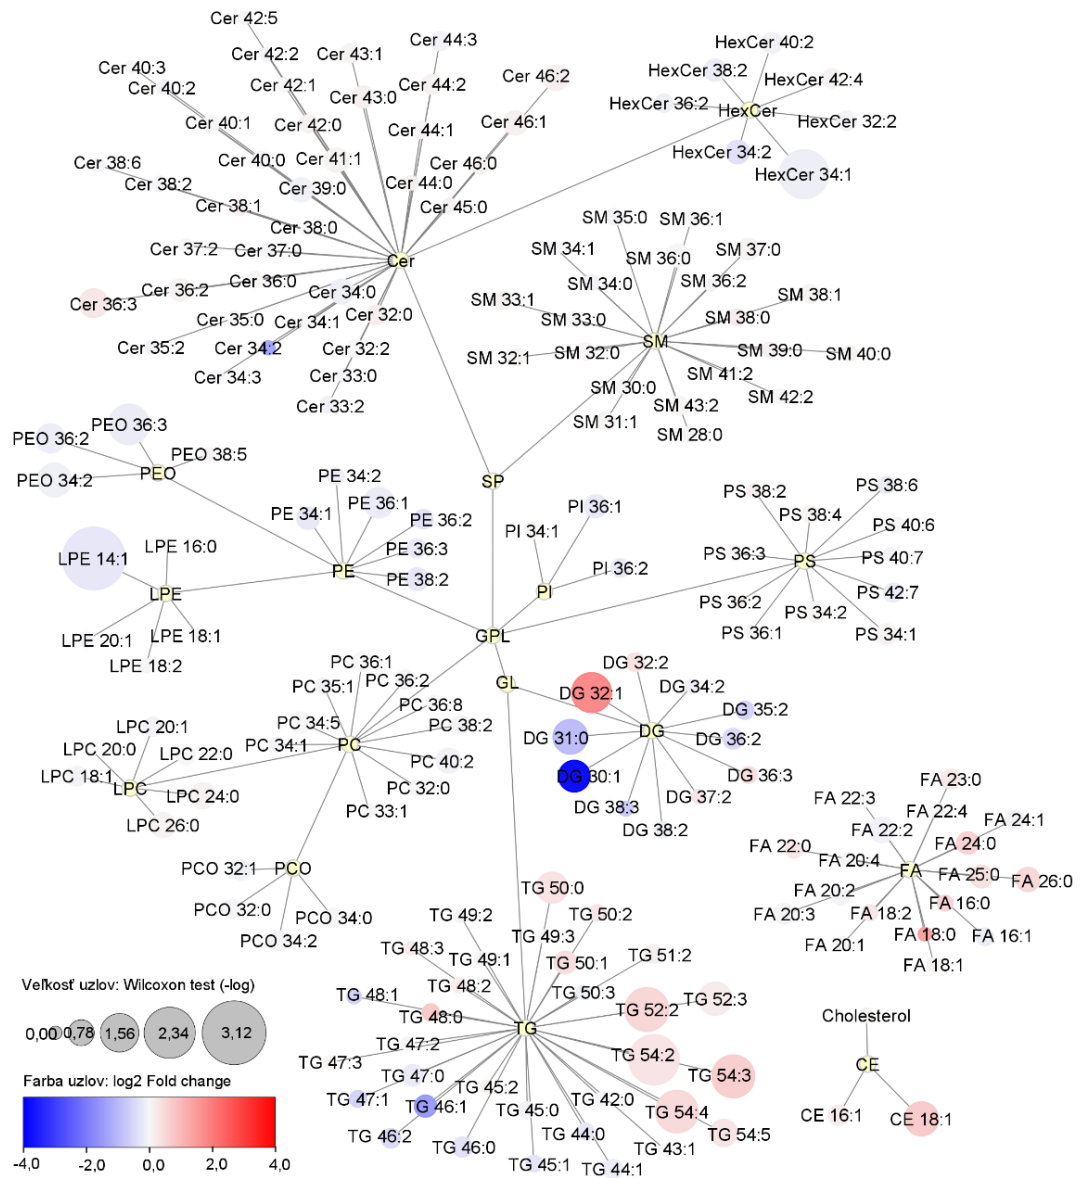 Cer 42:5
Cer 42:2
Cer 43:1
Cer 44:3
Cer 40:3
Cer 40:2
Cer 42:1
Cer 43:0
Cer 44:2
Cer 46:2
Cer 40:1
Cer 42:0
Cer 44:1
Cer 46:1
Cer 38:6
Cer 40:0
Cer 41:1
Cer 46:0
Cer 38:2
Cer 39:0
Cer 44:0
Cer 38:1
Cer 45:0
Cer 38:0
Cer 37:2
Cer 37:0
Cer
Cer 36:3
Cer 36:2
Cer 36:0
Cer 34:0
Cer 35:0
Cer 34:1
Cer 32:0
Cer 35:2
Cer 34:2
Cer 32:2
Cer 34:3
Cer 33:0
Cer 33:2
HexCer 40:2
HexCer 38:2
HexCer 42:4
HexCer 36:2
HexCer
HexCer 32:2
HexCer 34:2
HexCer 34:1
SM 35:0
SM 36:1
SM 34:1
SM 36:0
SM 37:0
SM 34:0
SM 36:2
SM 33:1
SM 38:1
SM 33:0
SM 38:0
SM
SM 32:1
SM 32:0
SM 39:0
SM 40:0
SM 41:2
SM 30:0
SM 42:2
SM 43:2
SM 31:1
SM 28:0
PEO 36:3
PEO 36:2
PEO 38:5
PEO 34:2
PEO
SP
PE 34:2
PE 36:1
PE 34:1
PE 36:2
PE 36:3
PE
PE 38:2
PI 36:1
PI 34:1
PI 36:2
PI
PS 38:2
PS 38:6
PS 38:4
PS 40:6
PS 36:3
PS
PS 40:7
PS 42:7
PS 36:2
PS 34:2
PS 36:1
PS 34:1
LPE 14:1
LPE 16:0
LPE
LPE 20:1
LPE 18:1
LPE 18:2
GPL
GL
PC 36:1
PC 35:1
PC 36:2
PC 36:8
PC 34:5
PC 38:2
PC 34:1
PC
PC 40:2
PC 32:0
PC 33:1
LPC 20:1
LPC 20:0
LPC 22:0
LPC 18:1
LPC
LPC 24:0
LPC 26:0
PCO 32:1
PCO
PCO 32:0
PCO 34:0
PCO 34:2
DG 32:2
DG 32:1
DG 34:2
DG 35:2
DG 31:0
DG
DG 36:2
DG 30:1
DG 36:3
DG 37:2
DG 38:3
DG 38:2
FA 23:0
FA 22:3
FA 22:4
FA 24:1
FA 22:2
FA 24:0
FA 22:0
FA 20:4
FA
FA 25:0
FA 26:0
FA 20:2
FA 16:0
FA 20:3
FA 18:2
FA 18:0
FA 16:1
FA 20:1
FA 18:1
TG 50:0
TG 49:2
TG 50:2
TG 49:3
TG 48:3
TG 49:1
TG 50:1
TG 51:2
TG 48:1
TG 48:2
TG 50:3
TG 52:3
TG 48:0
TG 52:2
TG
TG 47:2
TG 47:3
TG 54:2
TG 47:0
TG 54:3
TG 45:2
TG 47:1
TG 46:1
TG 45:0
TG 42:0
TG 54:4
TG 46:2
TG 46:0
TG 44:0
TG 54:5
TG 43:1
TG 45:1
TG 44:1
Cholesterol
CE
CE 16:1
CE 18:1
Veľkosť uzlov: Wilcoxon test (-log)
0,00 0,78 1,56 2,34 3,12
Farba uzlov: log2 Fold change
-4,0 -2,0 0,0 2,0 4,0